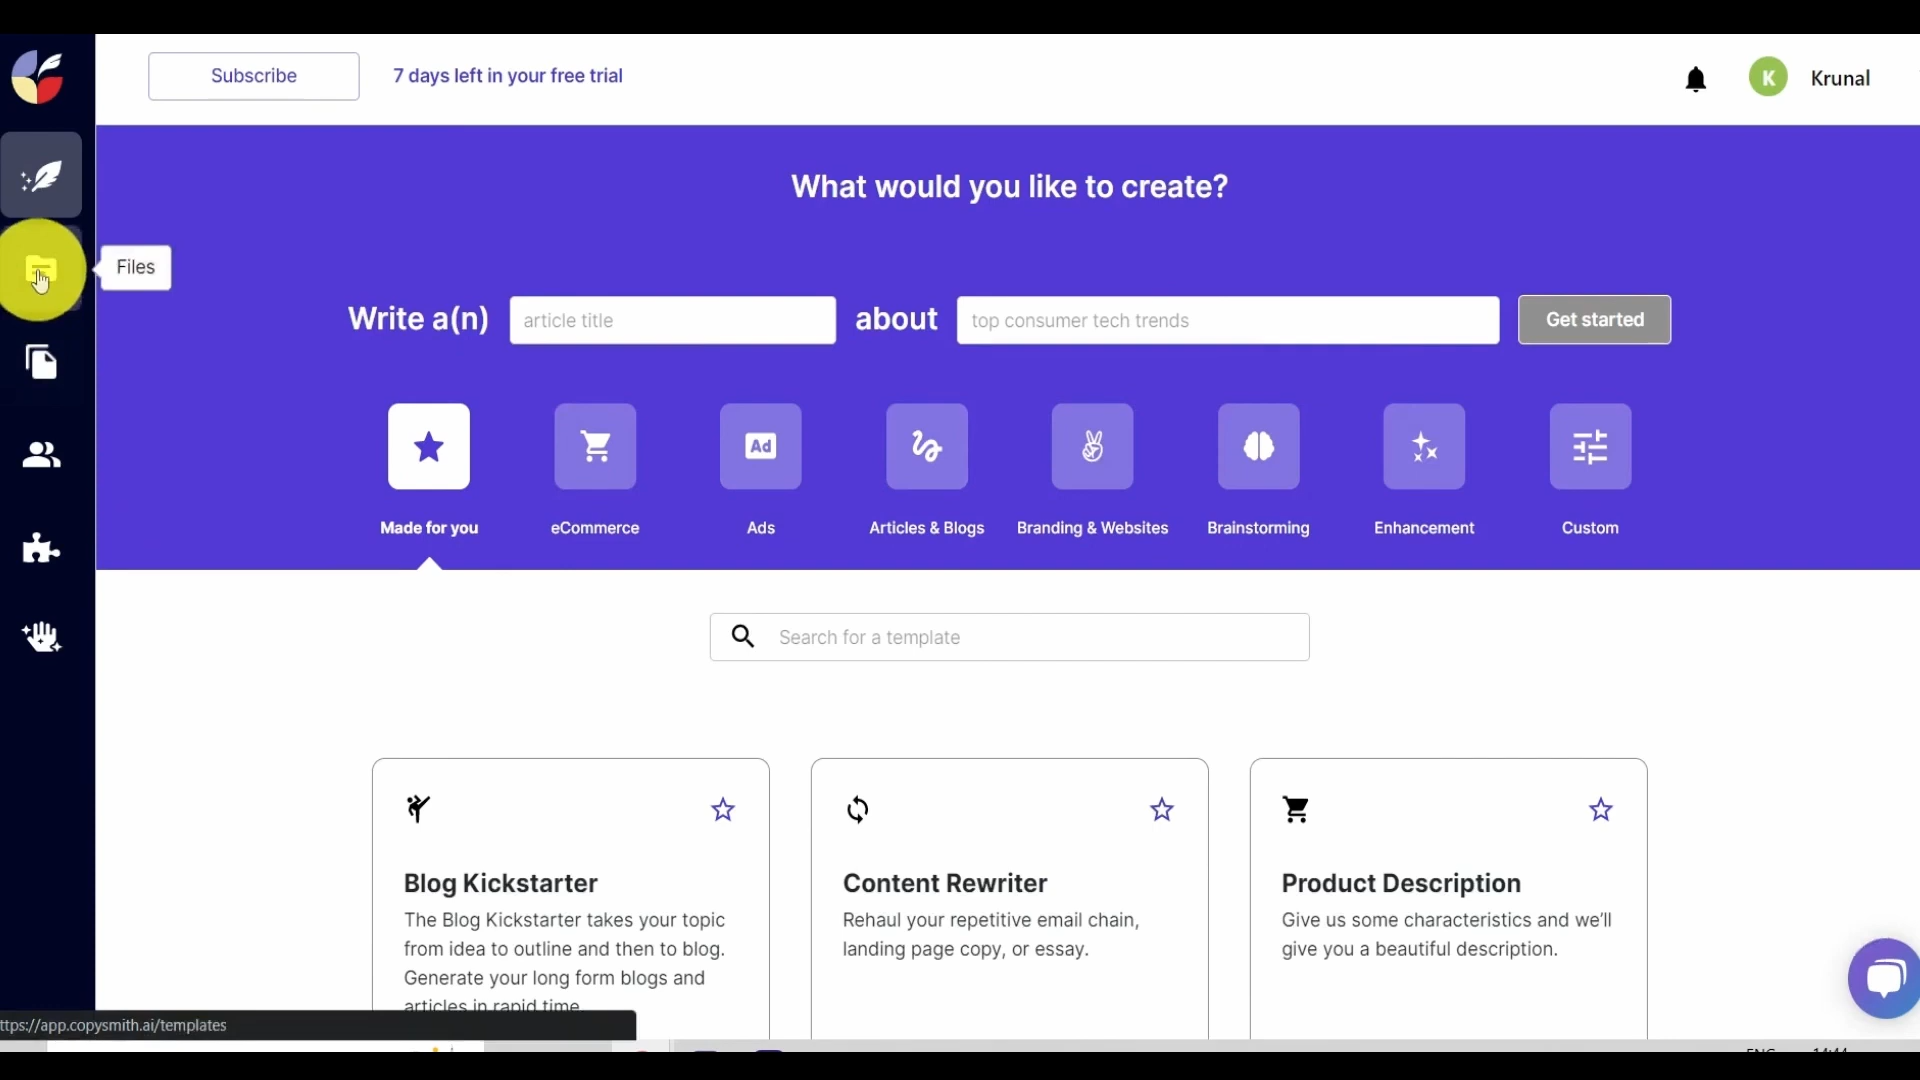 Subscribe
7 days left in your free trial
K
Krunal
What would you like to create?
Files
Write a(n)
article title
about
top consumer tech trends
Get started
Ad
Made for you
eCommerce
Ads
Articles & Blogs
Branding & Websites
Brainstorming
Enhancement
Custom
Search for a template
Blog Kickstarter
The Blog Kickstarter takes your topic
from idea to outline and then to blog.
Generate your long form blogs and
articles in rapid time.
Content Rewriter
Rehaul your repetitive email chain,
landing page copy, or essay.
Product Description
Give us some characteristics and we'll
give you a beautiful description.
ttps://app.copysmith.ai/templates